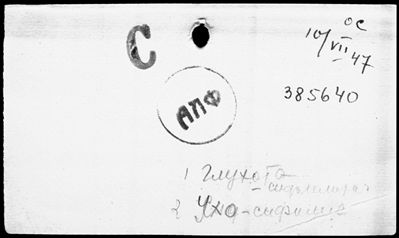 С
ОС
10/VII 47
АПФ
385640
1 Глухота
2 Ухо - сифилис